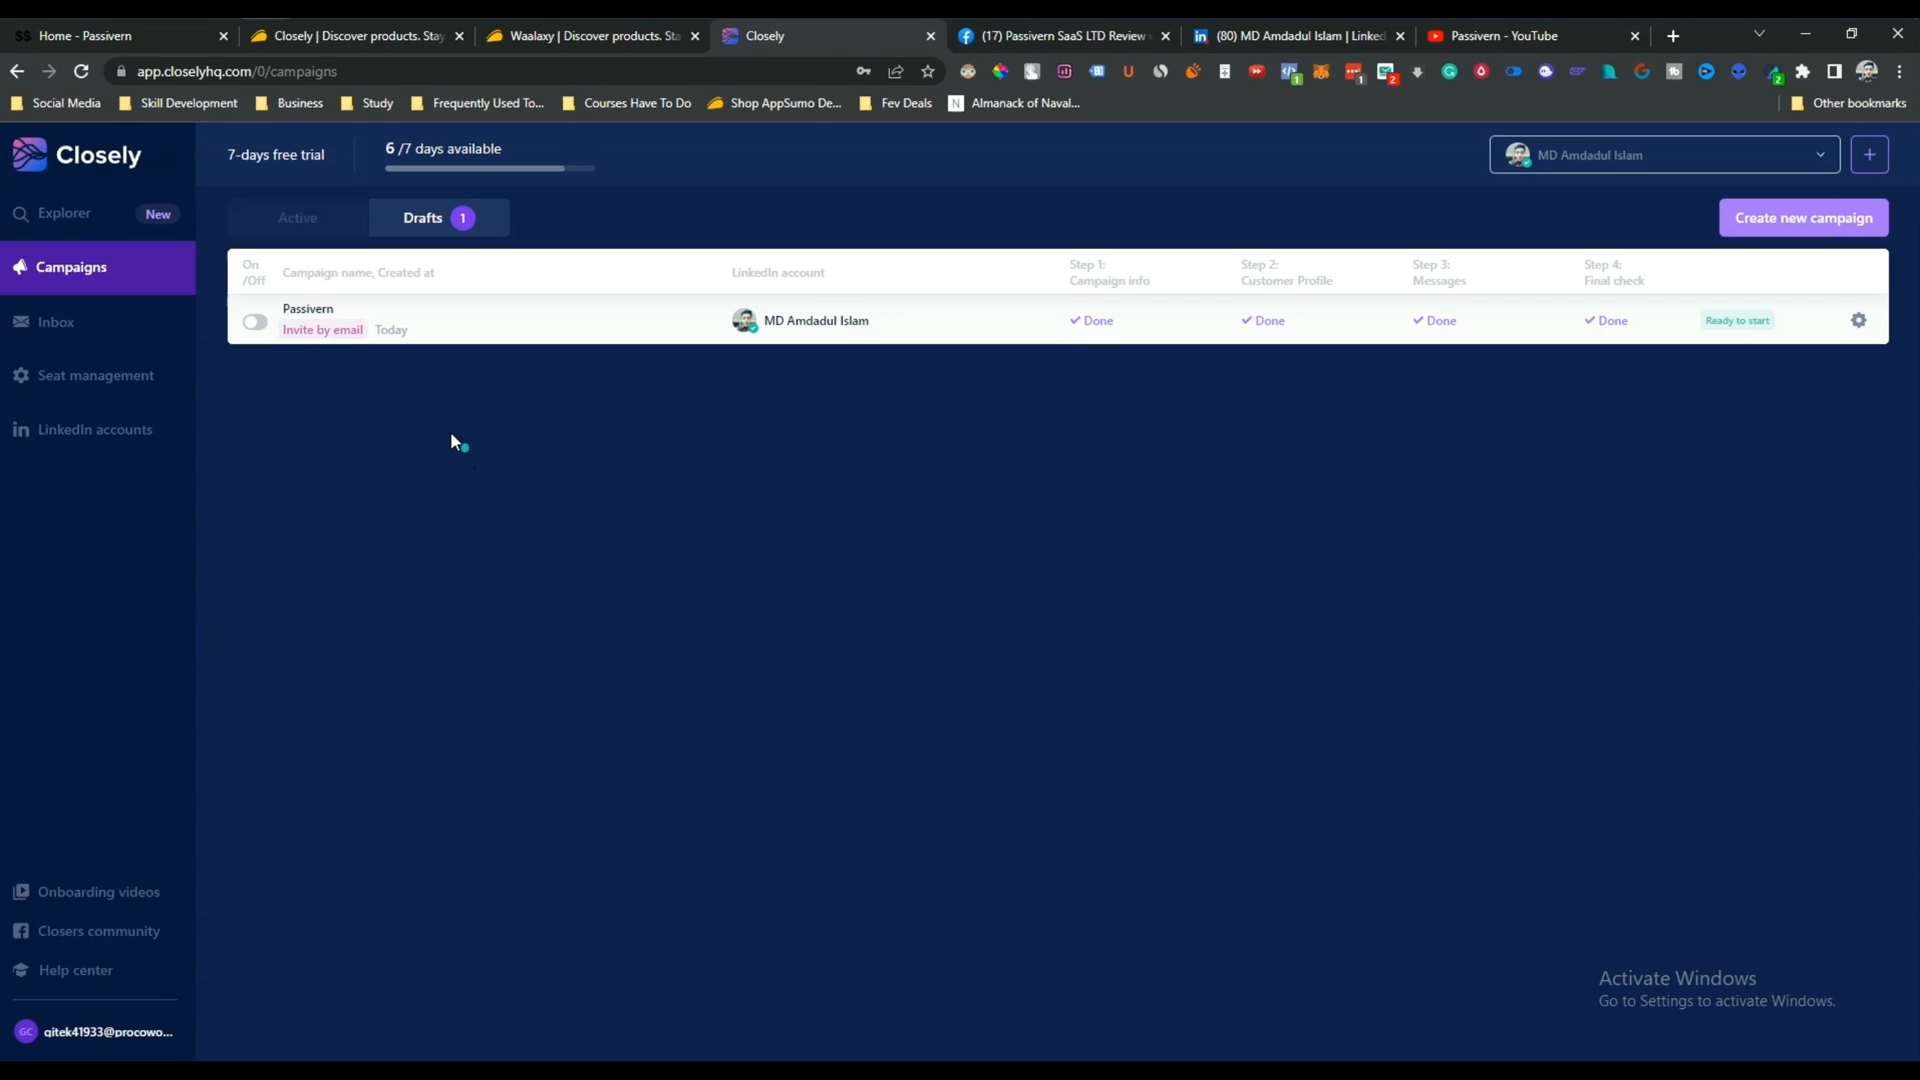 $$ Home - Passivern
Closely | Discover products. Stay
Waalaxy | Discover products. Sta
Closely
(17) Passivern SaaS LTD Review
(80) MD Amdadul Islam | Linked
Passivern - YouTube
app.closelyhq.com/0/campaigns
Social Media
Skill Development
Business
Study
Frequently Used To...
Courses Have To Do
Shop AppSumo De...
Fev Deals
Almanack of Naval...
Other bookmarks
Closely
7-days free trial
6 /7 days available
MD Amdadul Islam
+
Explorer New
Campaigns
Inbox
Seat management
LinkedIn accounts
Active
Drafts 1
Create new campaign
On
/Off
Campaign name, Created at
LinkedIn account
Step 1:
Campaign info
Step 2:
Customer Profile
Step 3:
Messages
Step 4:
Final check
Passivern
Invite by email Today
MD Amdadul Islam
Done
Done
Done
Done
Ready to start
Onboarding videos
Closers community
Help center
GC qitek41933@procowo...
Activate Windows
Go to Settings to activate Windows.